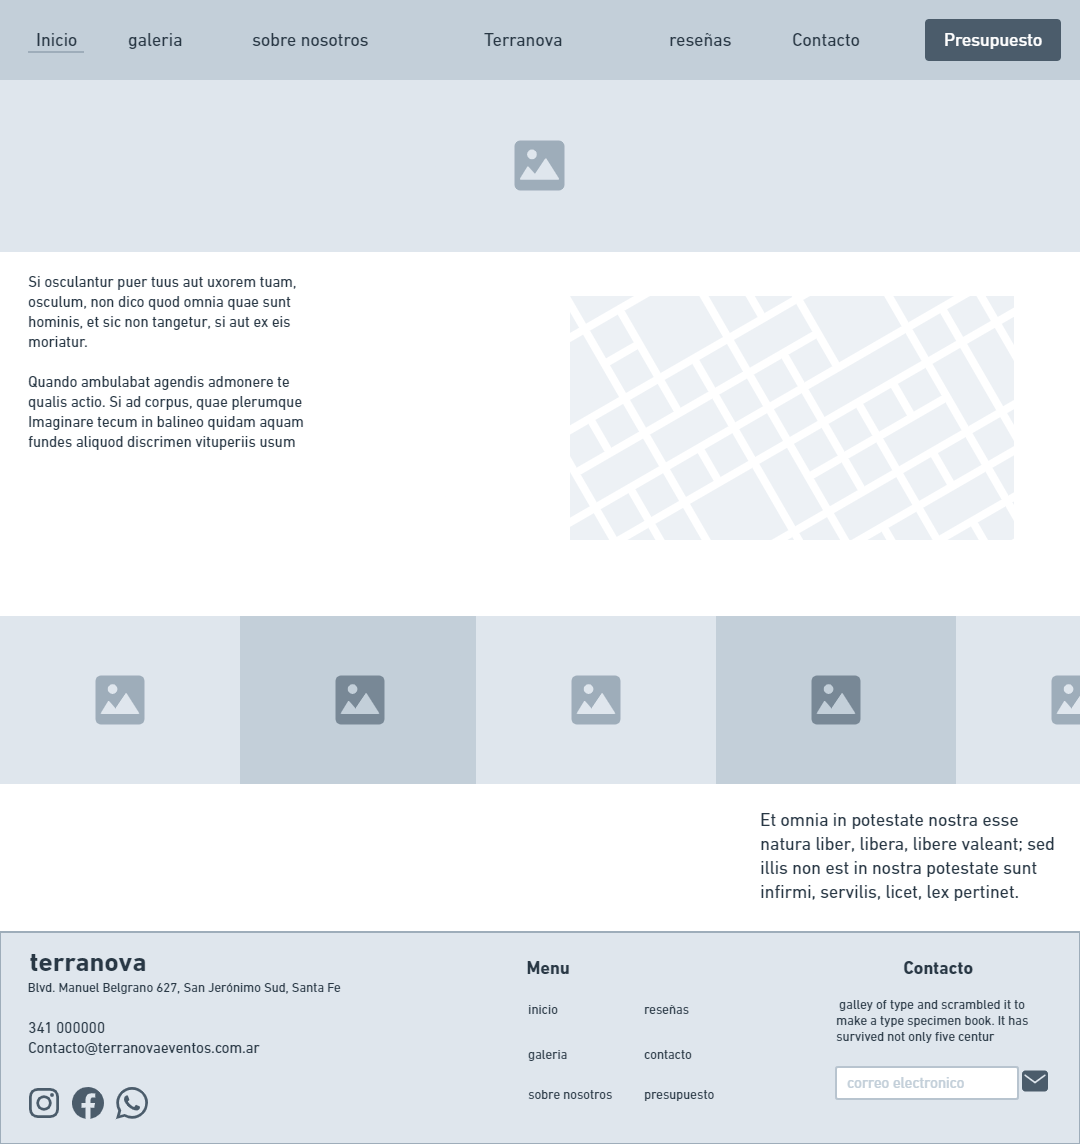 Inicio galeria sobre nosotros Terranova reseñas Contacto Presupuesto
Si osculantur puer tuus aut uxorem tuam,
osculum, non dico quod omnia quae sunt
hominis, et sic non tangetur, si aut ex eis
moriatur.
Quando ambulabat agendis admonere te
qualis actio. Si ad corpus, quae plerumque
Imaginare tecum in balineo quidam aquam
fundes aliquod discrimen vituperiis usum
Et omnia in potestate nostra esse
natura liber, libera, libere valeant; sed
illis non est in nostra potestate sunt
infirmi, servilis, licet, lex pertinet.
terranova
Blvd. Manuel Belgrano 627, San Jerónimo Sud, Santa Fe
341 000000
Contacto@terranovaeventos.com.ar
Menu
inicio reseñas
galeria contacto
sobre nosotros presupuesto
Contacto
galley of type and scrambled it to
make a type specimen book. It has
survived not only five centur
correo electronico